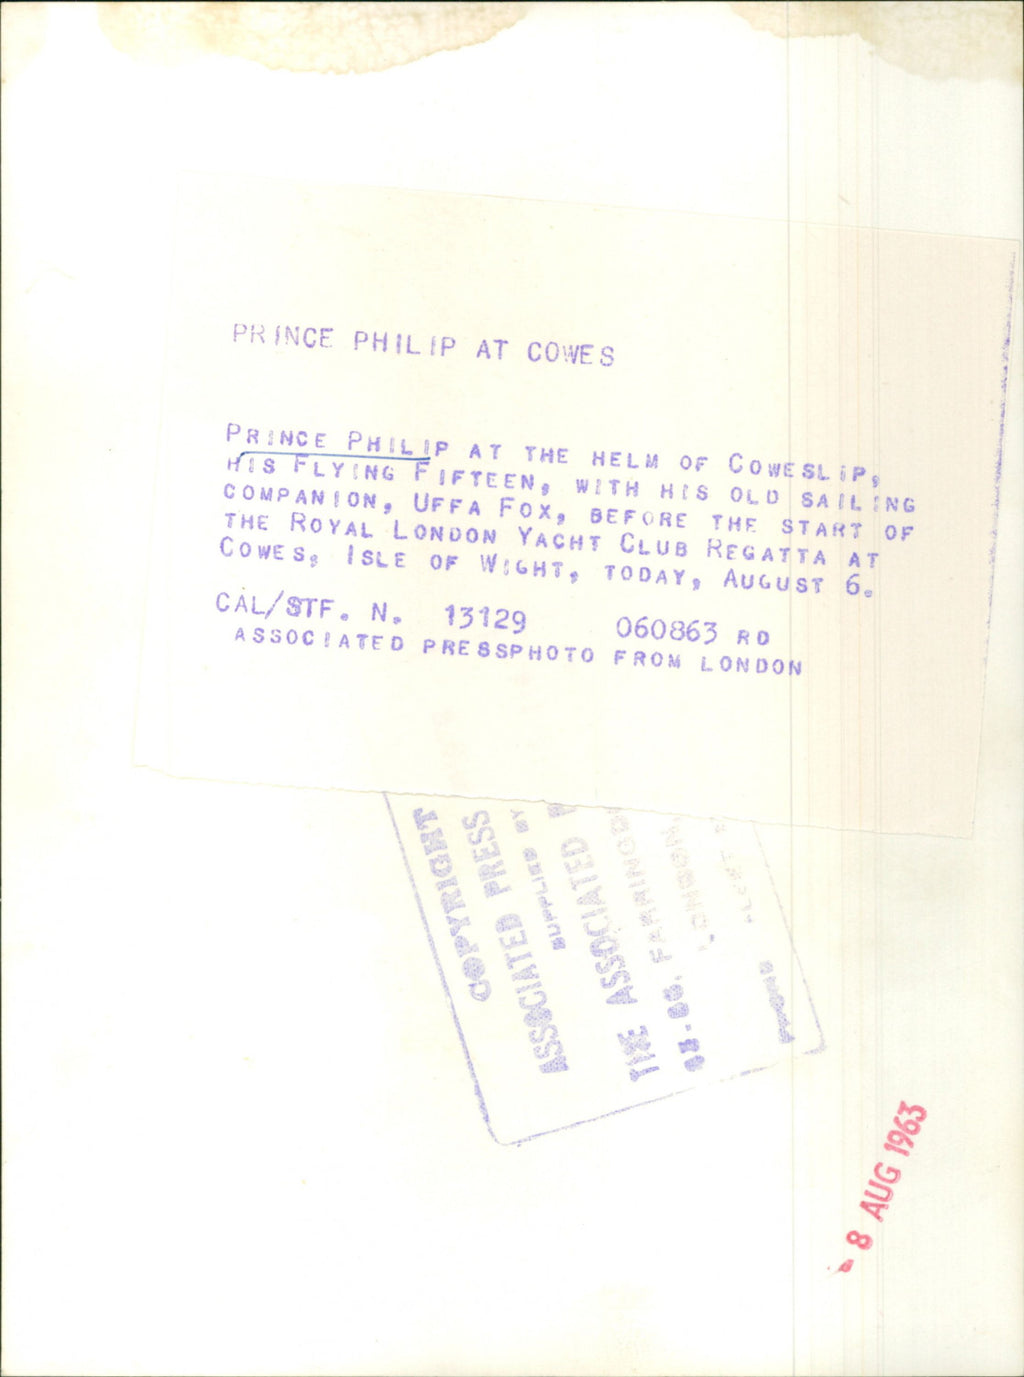 PRINCE PHILIP AT COWES
PRINCE PHILIP AT THE HELM OF COWESLIP,
HIS FLYING FIFTEEN, WITH HIS OLD SAILING
COMPANION, UFFA FOX, BEFORE THE START OF
THE ROYAL LONDON YACHT CLUB REGATTA AT
COWES, ISLE OF WIGHT, TODAY, AUGUST 6.
CAL/STF. N. 13129 060863 RD
ASSOCIATED PRESSPHOTO FROM LONDON
COPYRIGHT
ASSOCIATED PRESS
SUPPLIED BY
THE ASSOCIATED
LONDON
- 8 AUG 1963